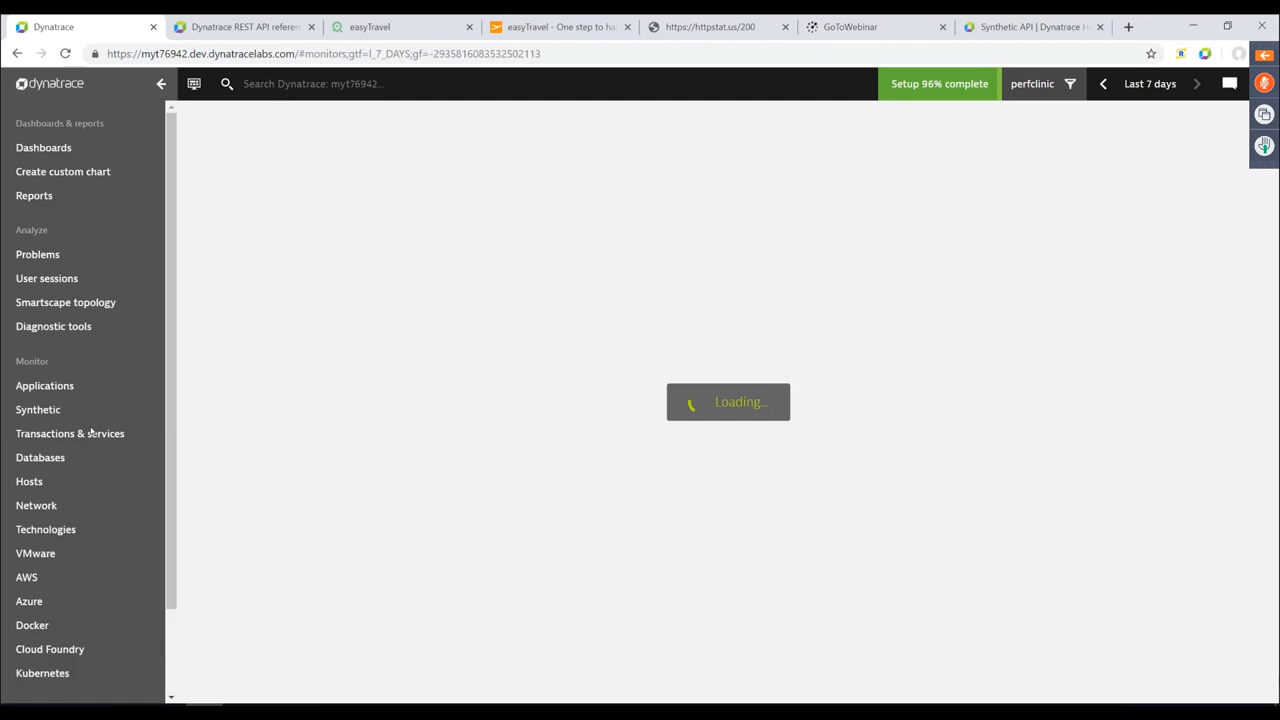 Dynatrace
Dynatrace REST API referen
easyTravel
easyTravel - One step to ha
https://httpstat.us/200
GoToWebinar
Synthetic API | Dynatrace H
https://myt76942.dev.dynatracelabs.com/#monitors;gtf=l_7_DAYS;gf=-2935816083532502113
dynatrace
Search Dynatrace: myt76942...
Setup 96% complete
perfclinic
Last 7 days
Dashboards & reports
Dashboards
Create custom chart
Reports
Analyze
Problems
User sessions
Smartscape topology
Diagnostic tools
Monitor
Applications
Synthetic
Transactions & services
Databases
Hosts
Network
Technologies
VMware
AWS
Azure
Docker
Cloud Foundry
Kubernetes
Loading...